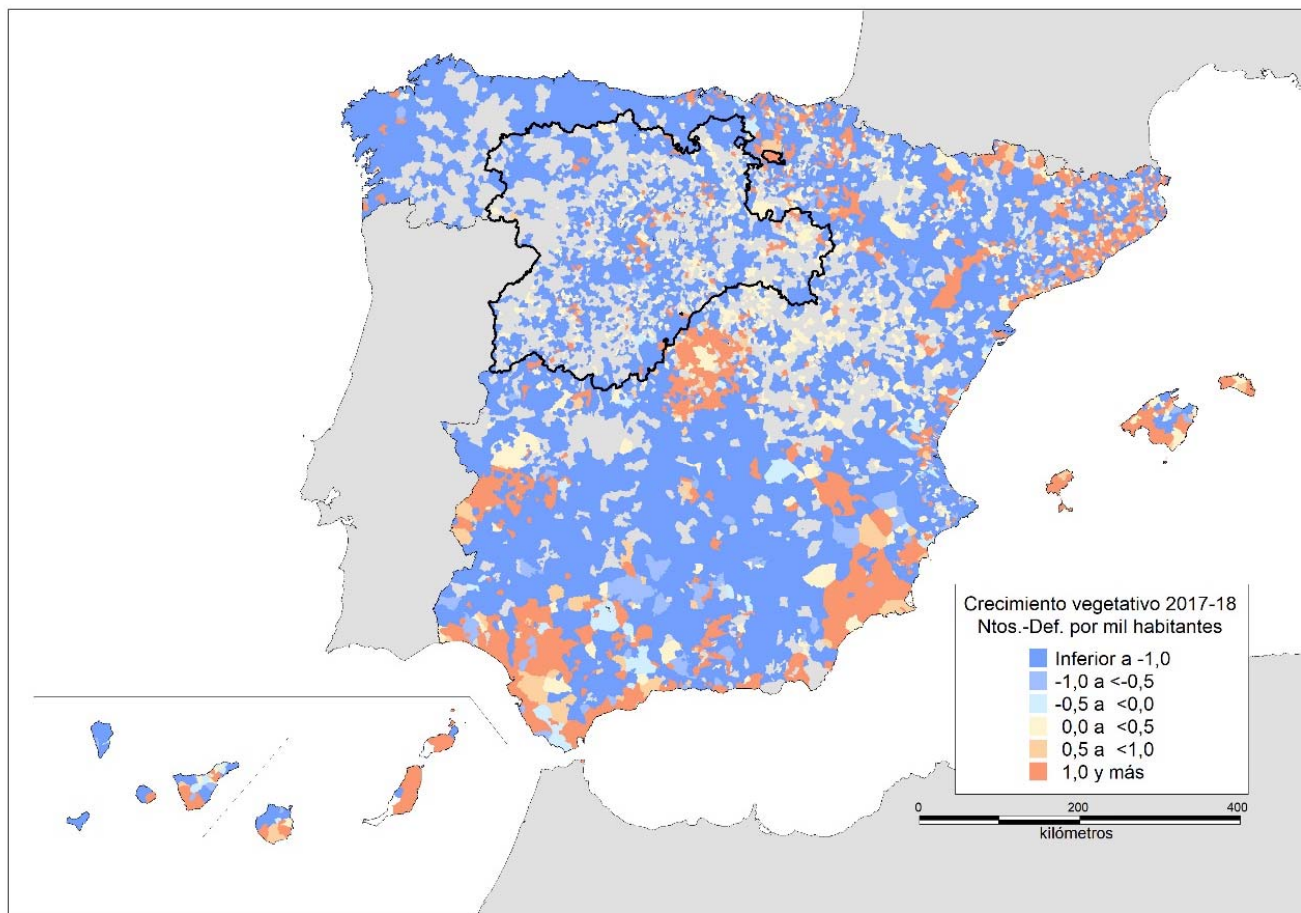 Crecimiento vegetativo 2017-18
Ntos.-Def. por mil habitantes
Inferior a -1,0
-1,0 a <-0,5
-0,5 a <0,0
0,0 a <0,5
0,5 a <1,0
1,0 y más
0 200 400
kilómetros